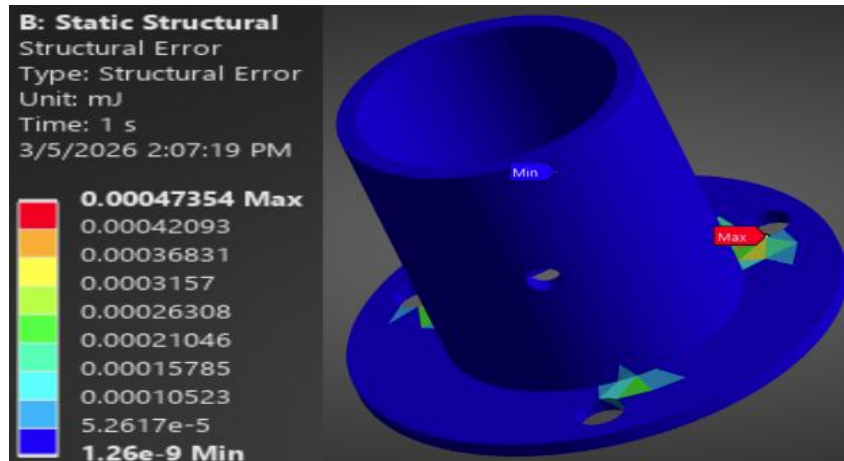 B: Static Structural
Structural Error
Type: Structural Error
Unit: mJ
Time: 1 s
3/5/2026 2:07:19 PM
0.00047354 Max
0.00042093
0.00036831
0.0003157
0.00026308
0.00021046
0.00015785
0.00010523
5.2617e-5
1.26e-9 Min
Min
Max